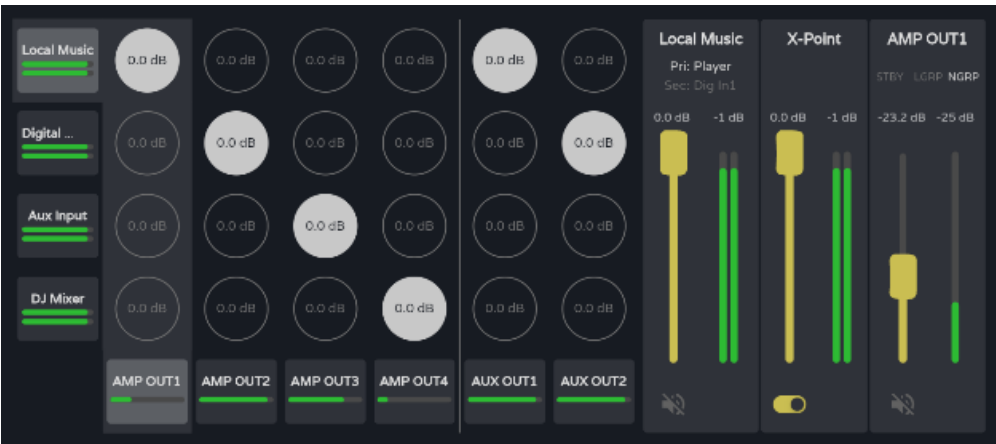 Local Music
0.0 dB 0.0 dB 0.0 dB 0.0 dB 0.0 dB 0.0 dB
Digital ...
0.0 dB 0.0 dB 0.0 dB 0.0 dB 0.0 dB 0.0 dB
Aux Input
0.0 dB 0.0 dB 0.0 dB 0.0 dB 0.0 dB 0.0 dB
DJ Mixer
0.0 dB 0.0 dB 0.0 dB 0.0 dB 0.0 dB 0.0 dB
AMP OUT1 AMP OUT2 AMP OUT3 AMP OUT4 AUX OUT1 AUX OUT2
Local Music
Pri: Player
Sec: Dig In1
0.0 dB -1 dB
X-Point
0.0 dB -1 dB
AMP OUT1
STBY LGRP NGRP
-23.2 dB -25 dB